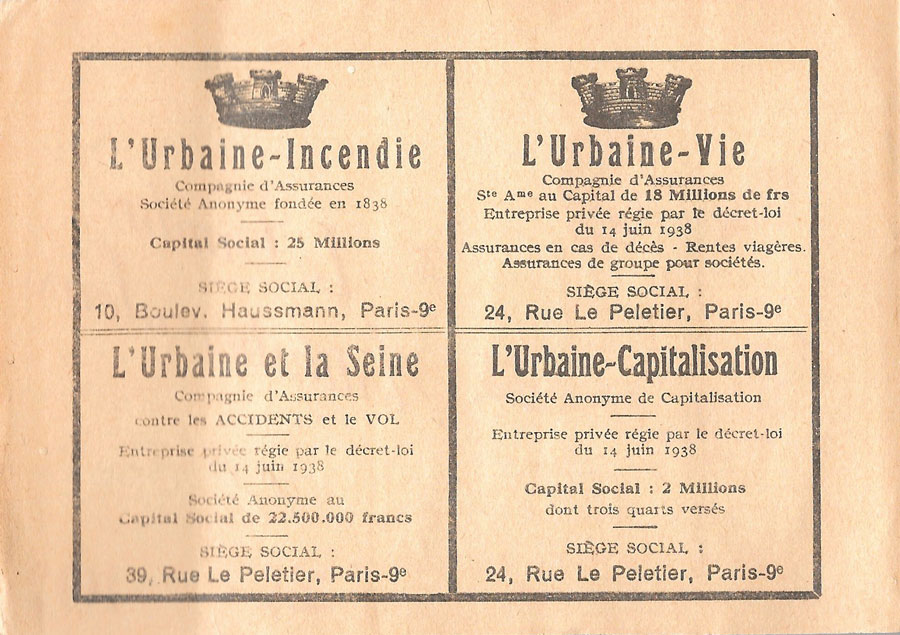 L'Urbaine-Incendie
Compagnie d'Assurances
Société Anonyme fondée en 1838
Capital Social : 25 Millions
SIÈGE SOCIAL :
10, Boulev. Haussmann, Paris-9e
L'Urbaine-Vie
Compagnie d'Assurances
Ste Ame au Capital de 18 Millions de frs
Entreprise privée régie par le décret-loi
du 14 juin 1938
Assurances en cas de décès - Rentes viagères.
Assurances de groupe pour sociétés.
SIÈGE SOCIAL :
24, Rue Le Peletier, Paris-9e
L'Urbaine et la Seine
Compagnie d'Assurances
contre les ACCIDENTS et le VOL
Entreprise privée régie par le décret-loi
du 14 juin 1938
Société Anonyme au
Capital Social de 22.500.000 francs
SIÈGE SOCIAL :
39, Rue Le Peletier, Paris-9e
L'Urbaine-Capitalisation
Société Anonyme de Capitalisation
Entreprise privée régie par le décret-loi
du 14 juin 1938
Capital Social : 2 Millions
dont trois quarts versés
SIÈGE SOCIAL :
24, Rue Le Peletier, Paris-9e